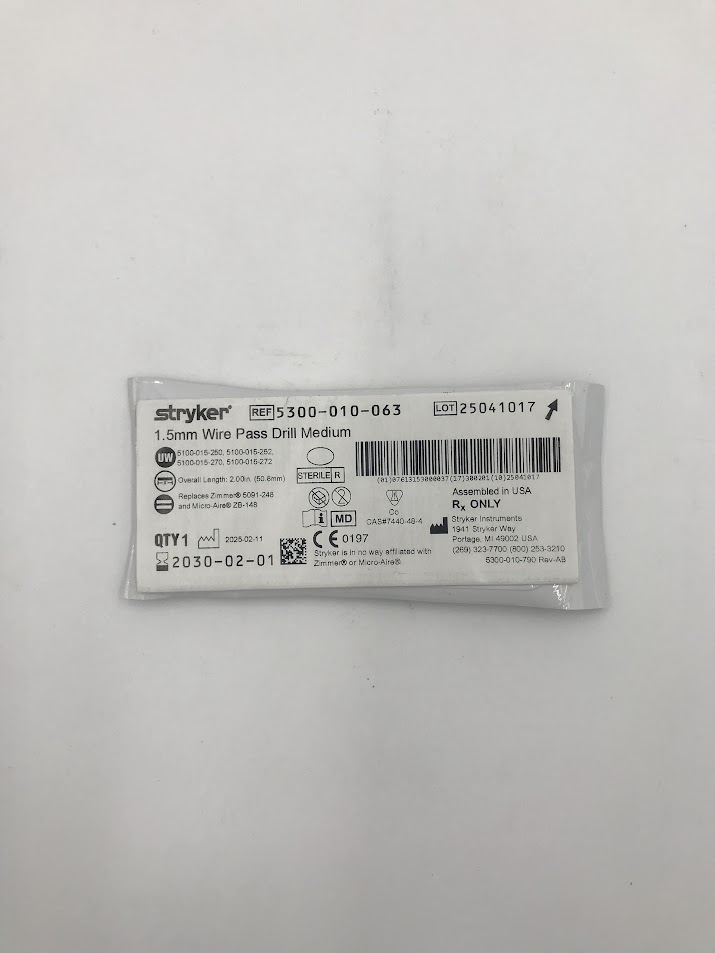 stryker®
REF 5300-010-063
LOT 25041017
1.5mm Wire Pass Drill Medium
UW 5100-015-250, 5100-015-252,
5100-015-270, 5100-015-272
Overall Length: 2.00in. (50.8mm)
Replaces Zimmer® 5091-248
and Micro-Aire® ZB-148
STERILE R
(01)07613153000037(17)300201(10)25041017
2
i MD
Co
CAS#7440-48-4
Assembled in USA
Rx ONLY
Stryker Instruments
1941 Stryker Way
Portage, MI 49002 USA
(269) 323-7700 (800) 253-3210
5300-010-790 Rev-AB
QTY 1
2025-02-11
2030-02-01
CE 0197
Stryker is in no way affiliated with
Zimmer® or Micro-Aire®